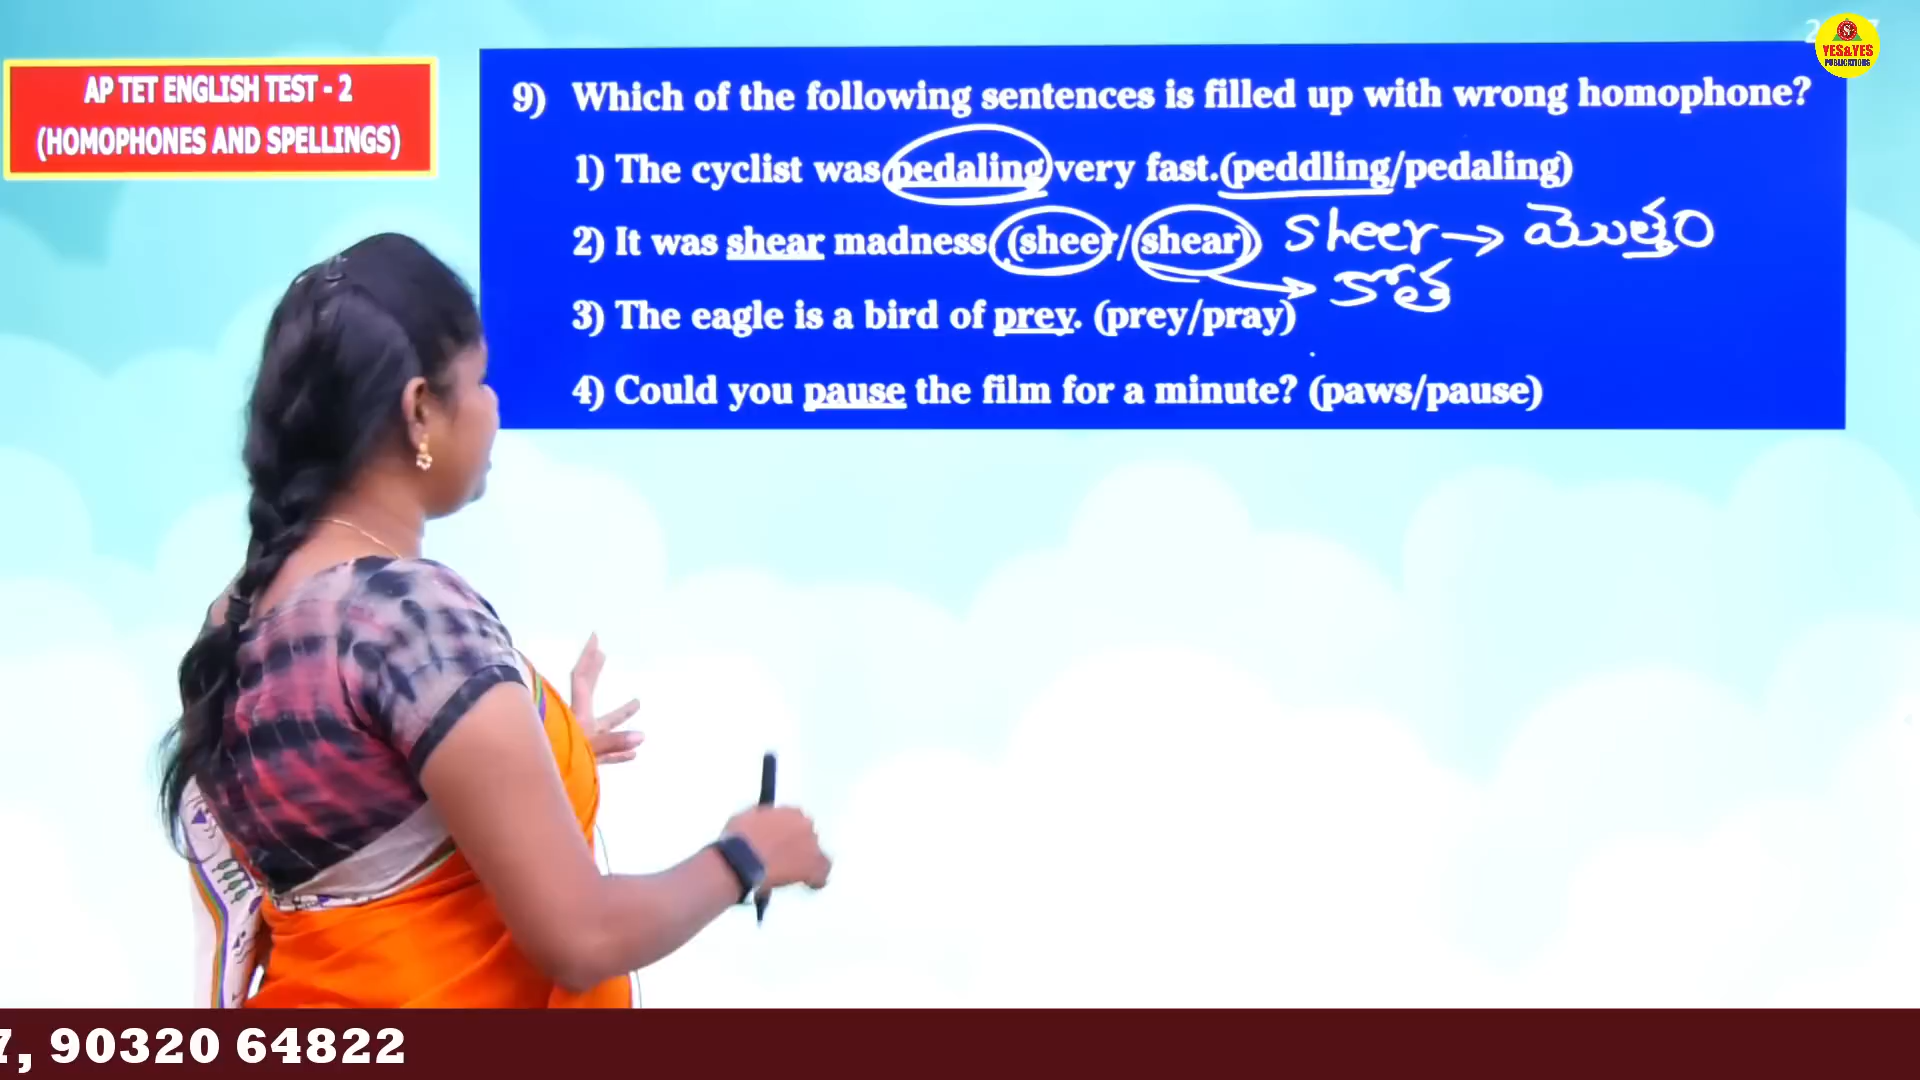 AP TET ENGLISH TEST - 2
(HOMOPHONES AND SPELLINGS)
YES&YES
PUBLICATIONS
9) Which of the following sentences is filled up with wrong homophone?
1) The cyclist was pedaling very fast.(peddling/pedaling)
2) It was shear madness (sheer/shear) sheer→ మొత్తం
కోత
3) The eagle is a bird of prey. (prey/pray)
4) Could you pause the film for a minute? (paws/pause)
7, 90320 64822